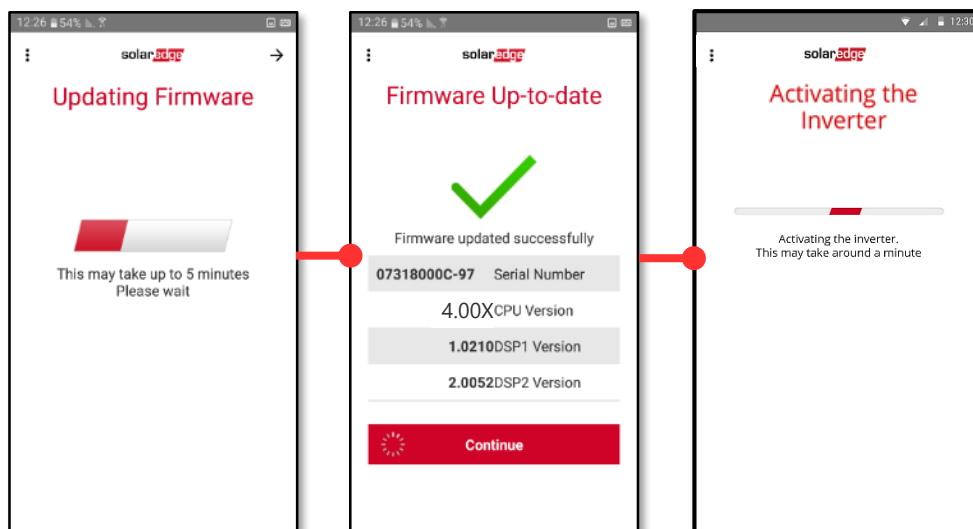 12:26 54%
solaredge
Updating Firmware
This may take up to 5 minutes
Please wait
12:26 54%
solaredge
Firmware Up-to-date
Firmware updated successfully
07318000C-97 Serial Number
4.00X CPU Version
1.0210 DSP1 Version
2.0052 DSP2 Version
Continue
12:30
solaredge
Activating the
Inverter
Activating the inverter.
This may take around a minute